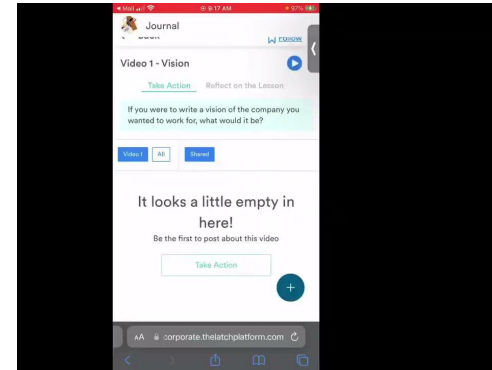 Mail
9:17 AM
97%
Journal
Follow
Video 1 - Vision
Take Action Reflect on the Lesson
If you were to write a vision of the company you
wanted to work for, what would it be?
Video 1 All Shared
It looks a little empty in
here!
Be the first to post about this video
Take Action
+
AA corporate.thelatchplatform.com